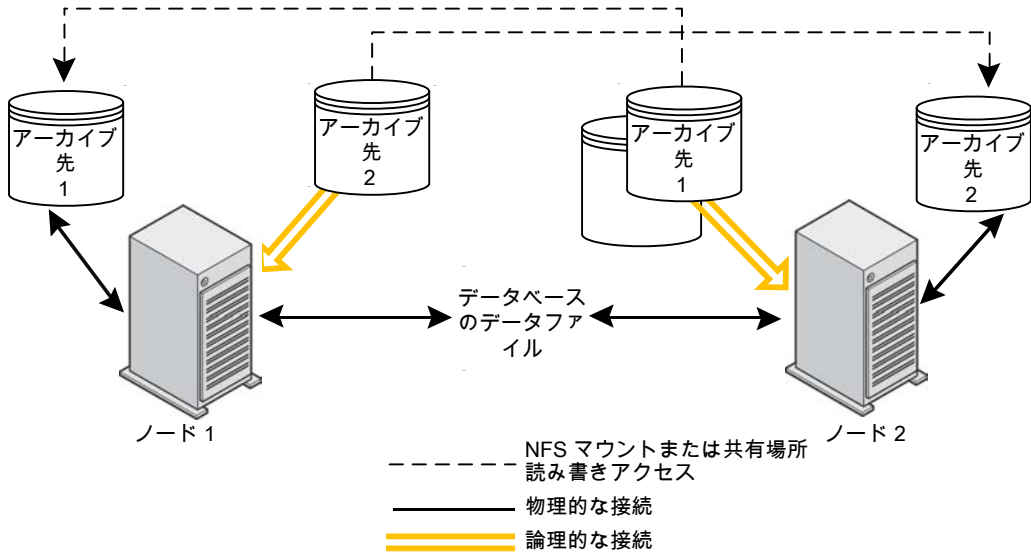 アーカイブ
先
1
アーカイブ
先
2
アーカイブ
先
1
アーカイブ
先
2
データベース
のデータファ
イル
ノード 1
ノード 2
NFS マウントまたは共有場所
読み書きアクセス
物理的な接続
論理的な接続